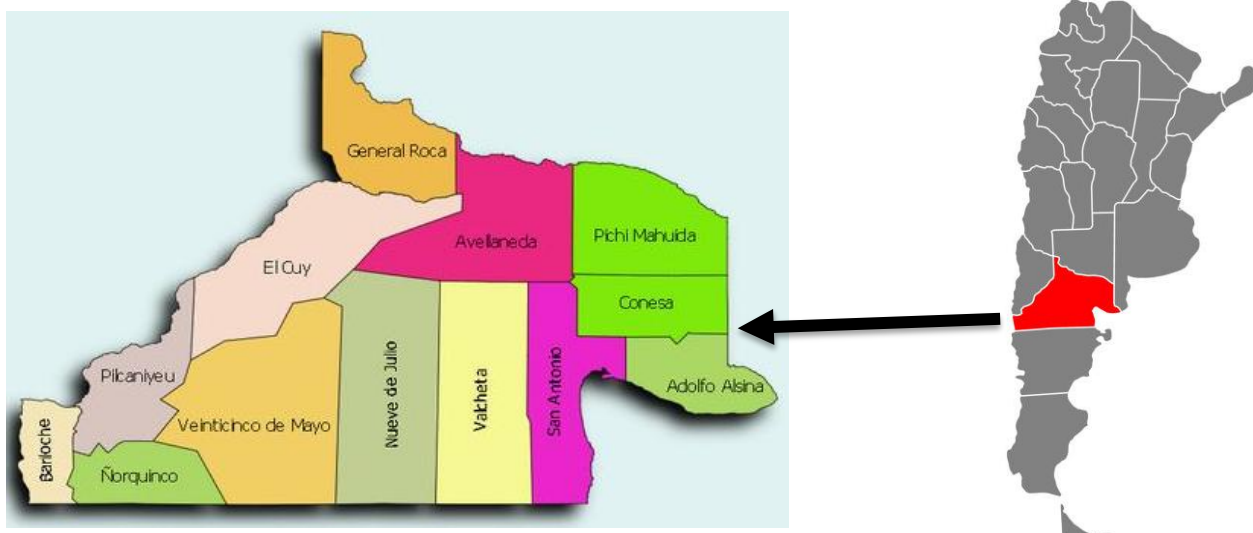 General Roca
Avellaneda
Pichi Mahuida
El Cuy
Conesa
Pilcaniyeu
Adolfo Alsina
Veinticinco de Mayo
Nueve de Julio
Valcheta
San Antonio
Bariloche
Ñorquinco